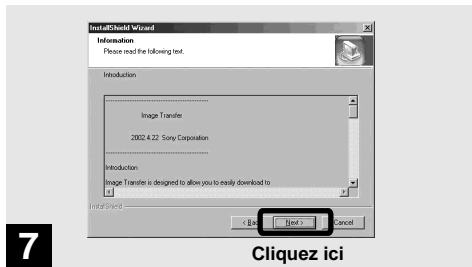 InstallShield Wizard
Information
Please read the following text.
Introduction
Image Transfer
2002.4.22 Sony Corporation
Introduction
Image Transfer is designed to allow you to easily download to
InstallShield
< Bac Next > Cancel
7
Cliquez ici